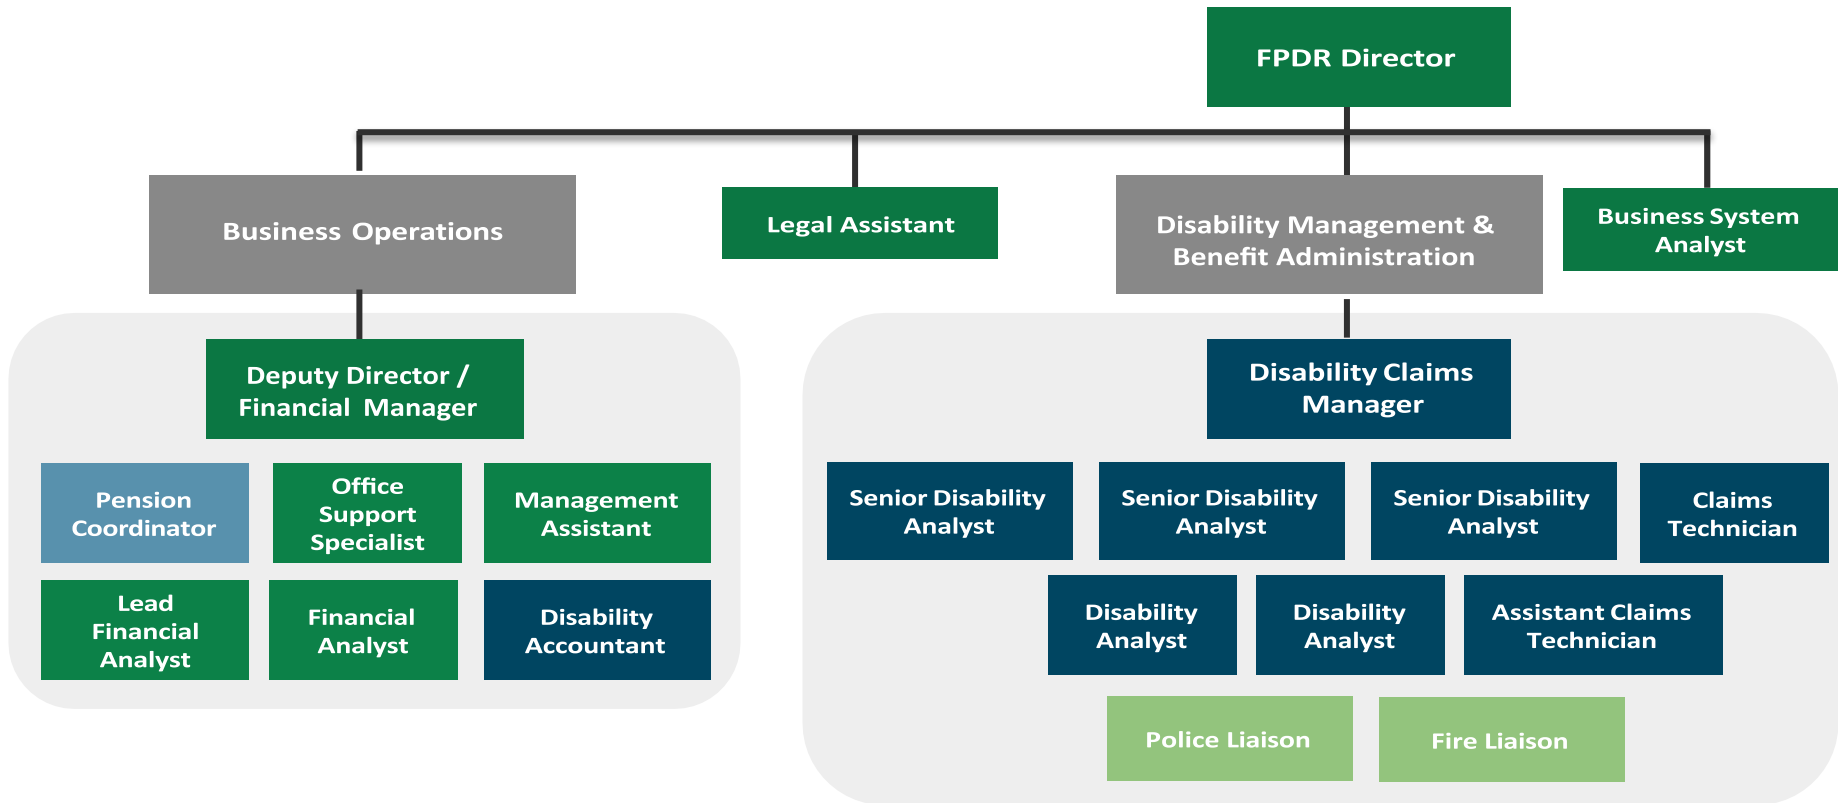 FPDR Director
Business Operations
Legal Assistant
Disability Management &
Benefit Administration
Business System
Analyst
Deputy Director /
Financial Manager
Pension
Coordinator
Office
Support
Specialist
Management
Assistant
Lead
Financial
Analyst
Financial
Analyst
Disability
Accountant
Disability Claims
Manager
Senior Disability
Analyst
Senior Disability
Analyst
Senior Disability
Analyst
Claims
Technician
Disability
Analyst
Disability
Analyst
Assistant Claims
Technician
Police Liaison
Fire Liaison